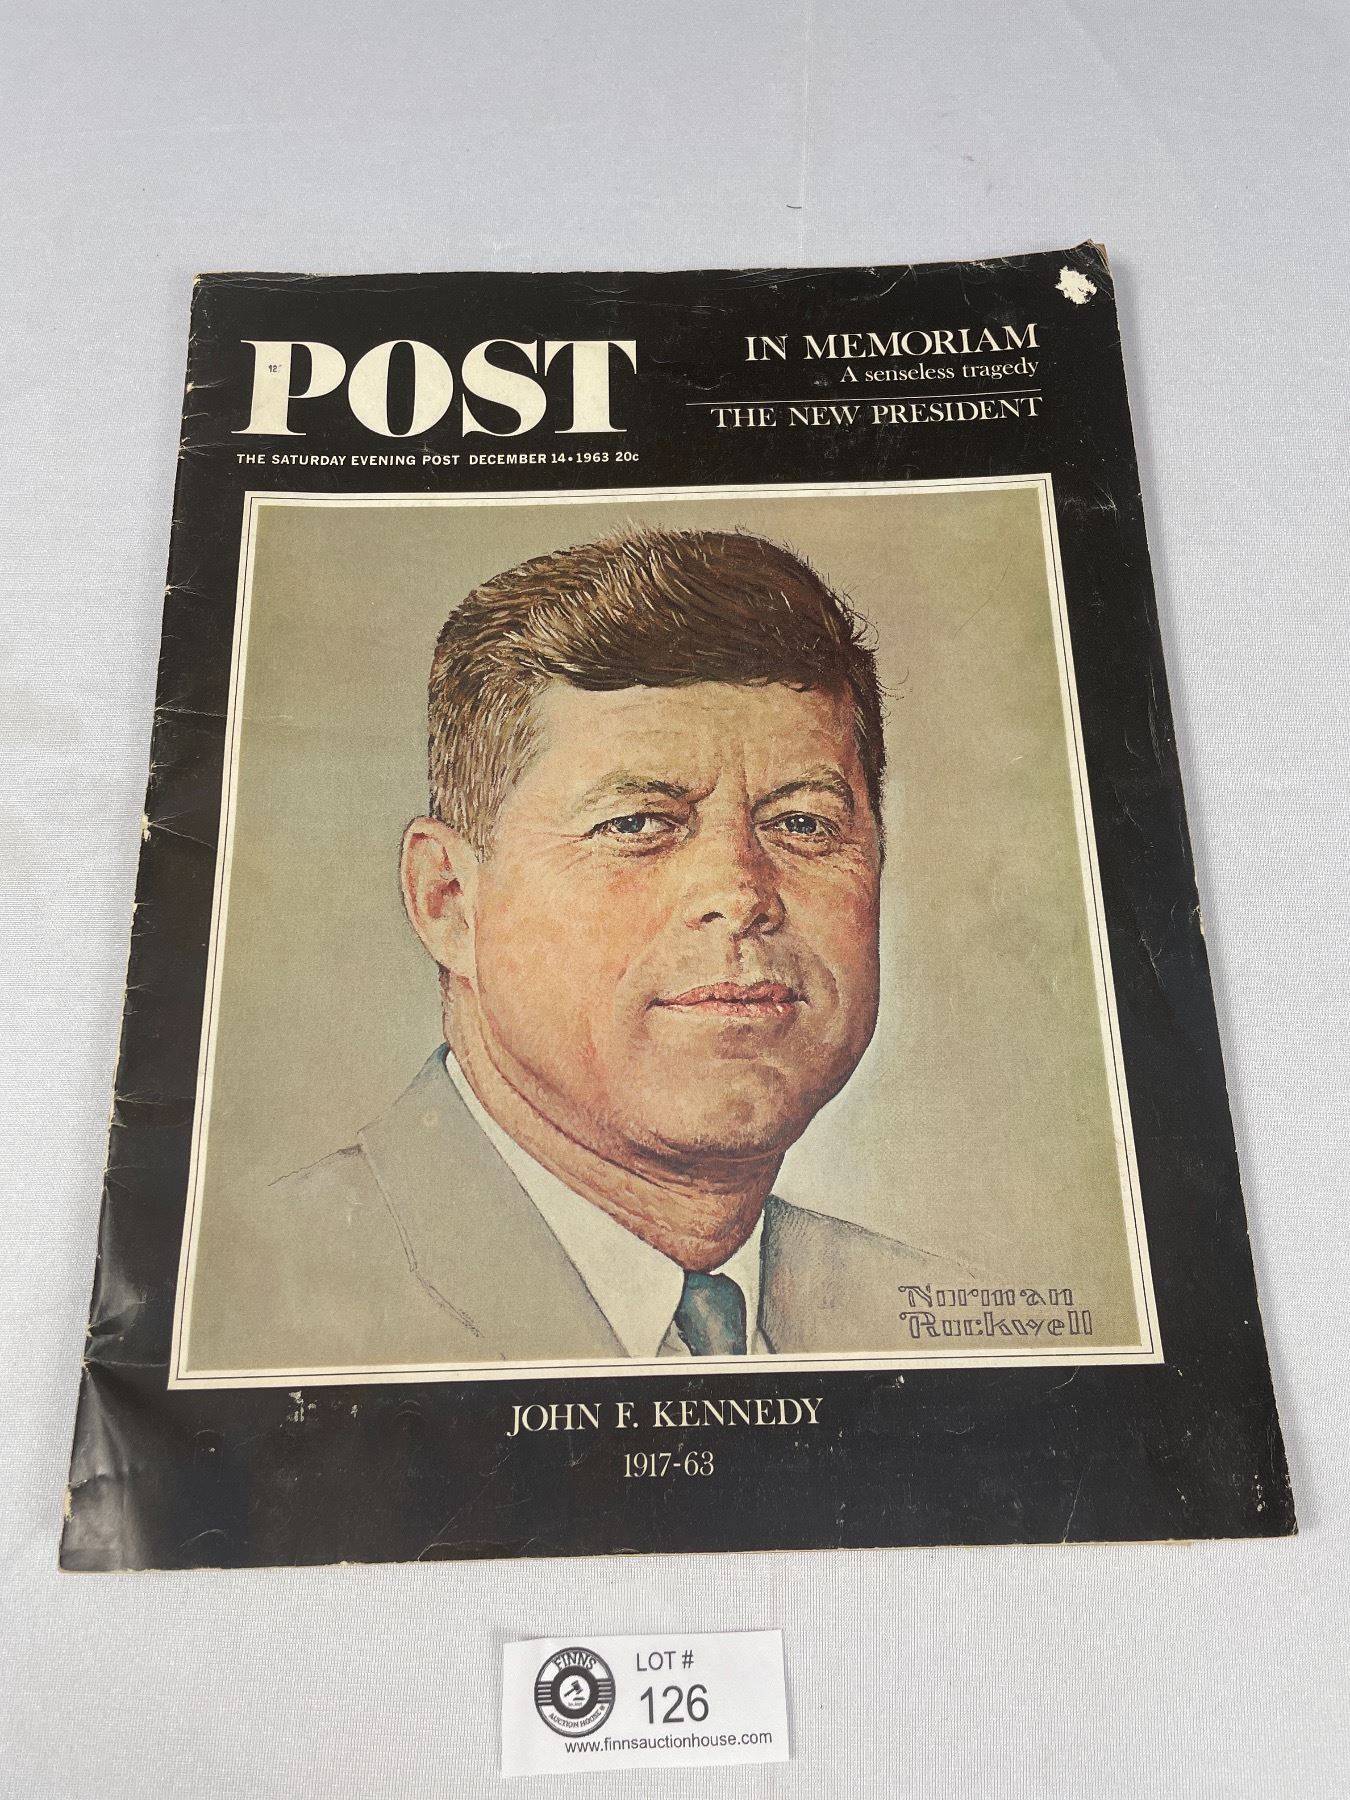 IN MEMORIAM
A senseless tragedy
THE NEW PRESIDENT
POST
THE SATURDAY EVENING POST DECEMBER 14•1963 20c
Norman
Rockwell
JOHN F. KENNEDY
1917-63
FINNS
AUCTION HOUSE
LOT #
126
www.finnsauctionhouse.com